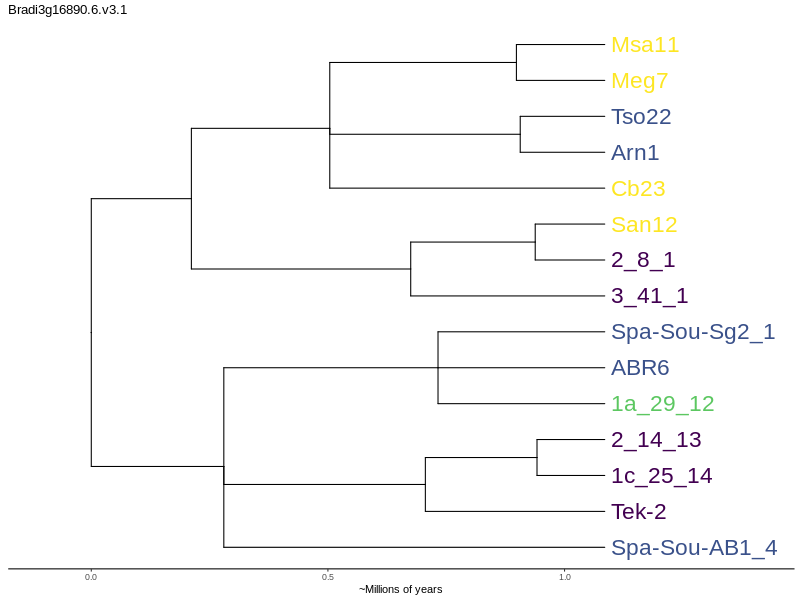 Bradi3g16890.6.v3.1
Msa11
Meg7
Tso22
Arn1
Cb23
San12
2_8_1
3_41_1
Spa-Sou-Sg2_1
ABR6
1a_29_12
2_14_13
1c_25_14
Tek-2
Spa-Sou-AB1_4
0.0 0.5 1.0
~Millions of years